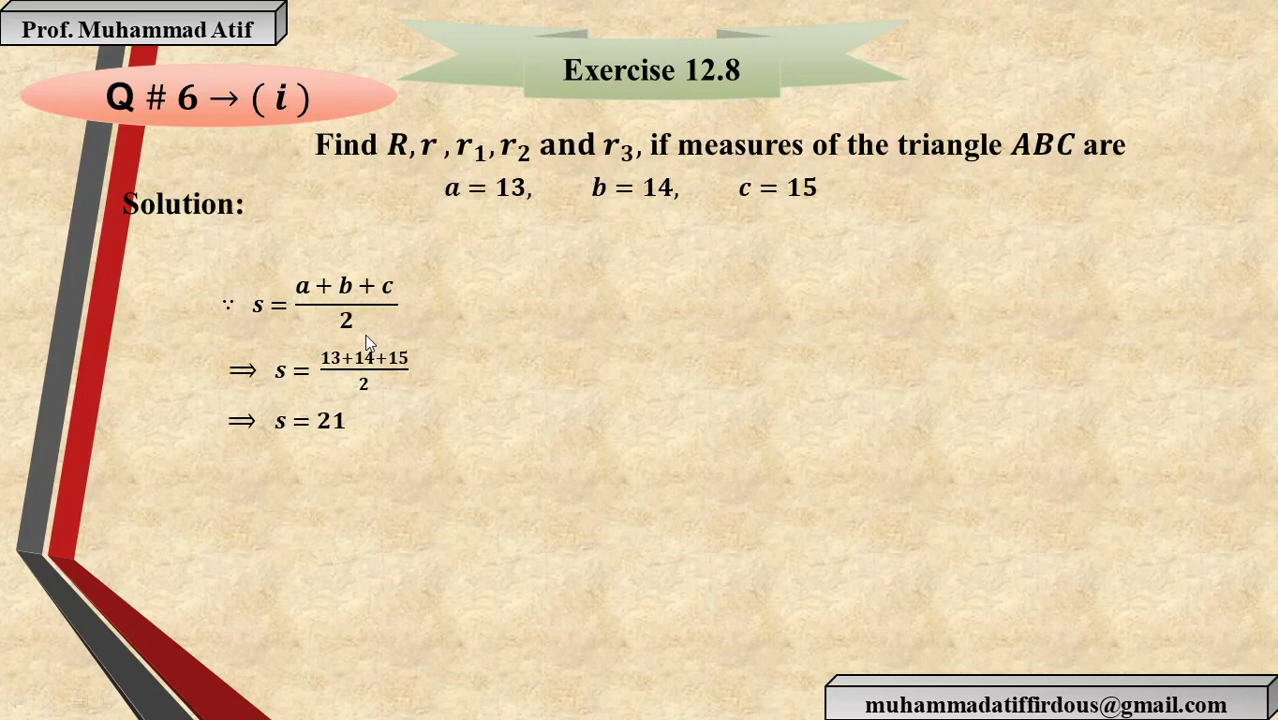 Prof. Muhammad Atif
Exercise 12.8
Q # 6 → ( i )
Find R, r , r₁, r₂ and r₃, if measures of the triangle ABC are
a = 13, b = 14, c = 15
Solution:
∵ s = (a + b + c)/2
⟹ s = (13+14+15)/2
⟹ s = 21
muhammadatiffirdous@gmail.com